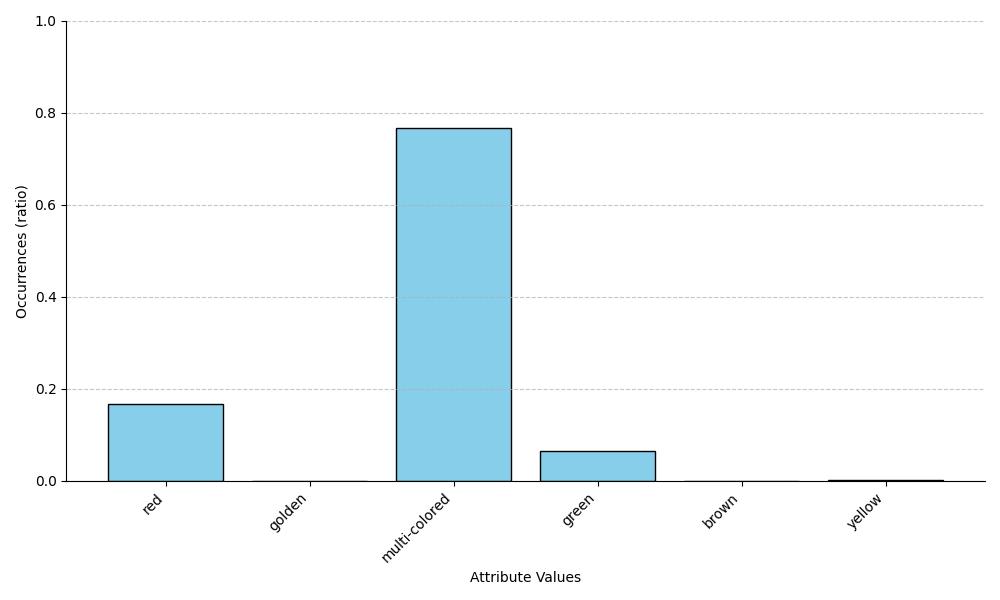 1.0
0.8
0.6
0.4
0.2
0.0
Occurrences (ratio)
red
golden
multi-colored
green
brown
yellow
Attribute Values